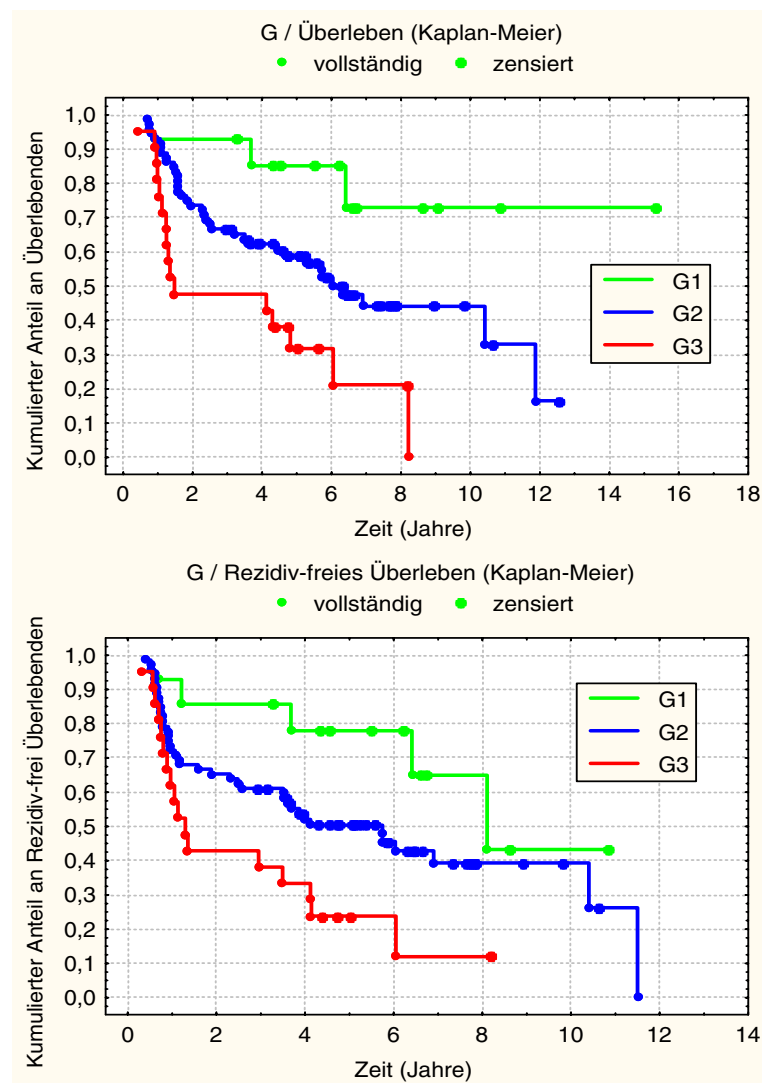 G / Überleben (Kaplan-Meier)
vollständig zensiert
Kumulierter Anteil an Überlebenden
1,0
0,9
0,8
0,7
0,6
0,5
0,4
0,3
0,2
0,1
0,0
G1
G2
G3
0 2 4 6 8 10 12 14 16 18
Zeit (Jahre)
G / Rezidiv-freies Überleben (Kaplan-Meier)
vollständig zensiert
Kumulierter Anteil an Rezidiv-frei Überlebenden
1,0
0,9
0,8
0,7
0,6
0,5
0,4
0,3
0,2
0,1
0,0
G1
G2
G3
0 2 4 6 8 10 12 14
Zeit (Jahre)